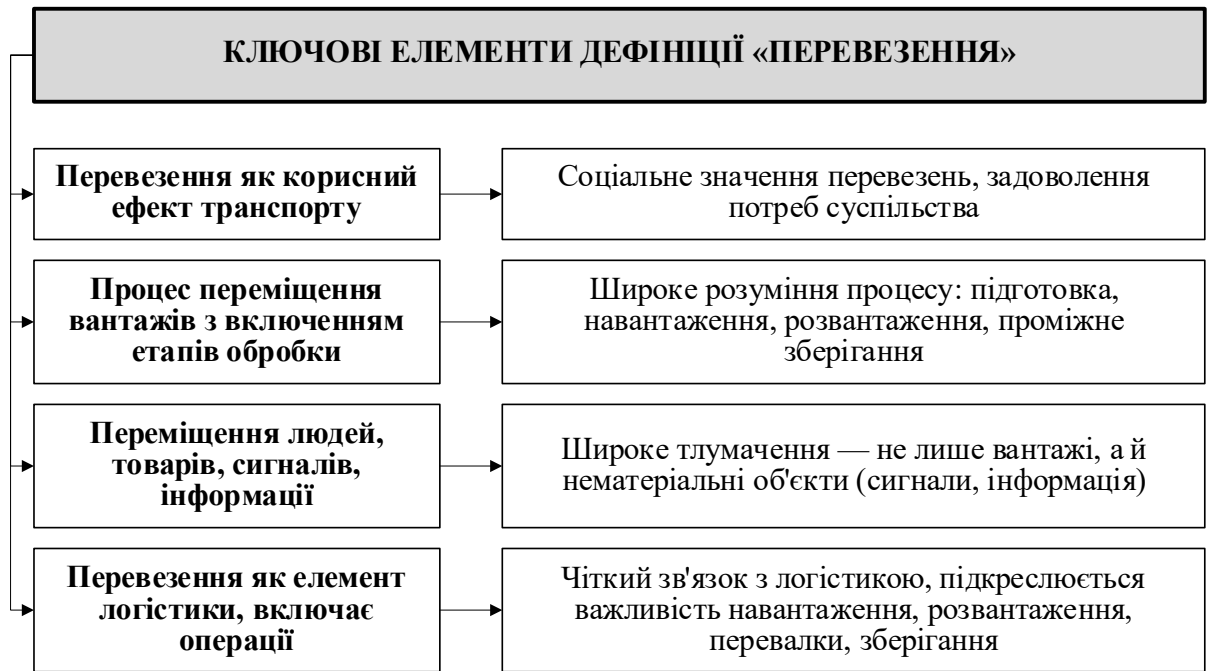 КЛЮЧОВІ ЕЛЕМЕНТИ ДЕФІНІЦІЇ «ПЕРЕВЕЗЕННЯ»
Перевезення як корисний
ефект транспорту
Соціальне значення перевезень, задоволення
потреб суспільства
Процес переміщення
вантажів з включенням
етапів обробки
Широке розуміння процесу: підготовка,
навантаження, розвантаження, проміжне
зберігання
Переміщення людей,
товарів, сигналів,
інформації
Широке тлумачення — не лише вантажі, а й
нематеріальні об'єкти (сигнали, інформація)
Перевезення як елемент
логістики, включає
операції
Чіткий зв'язок з логістикою, підкреслюється
важливість навантаження, розвантаження,
перевалки, зберігання